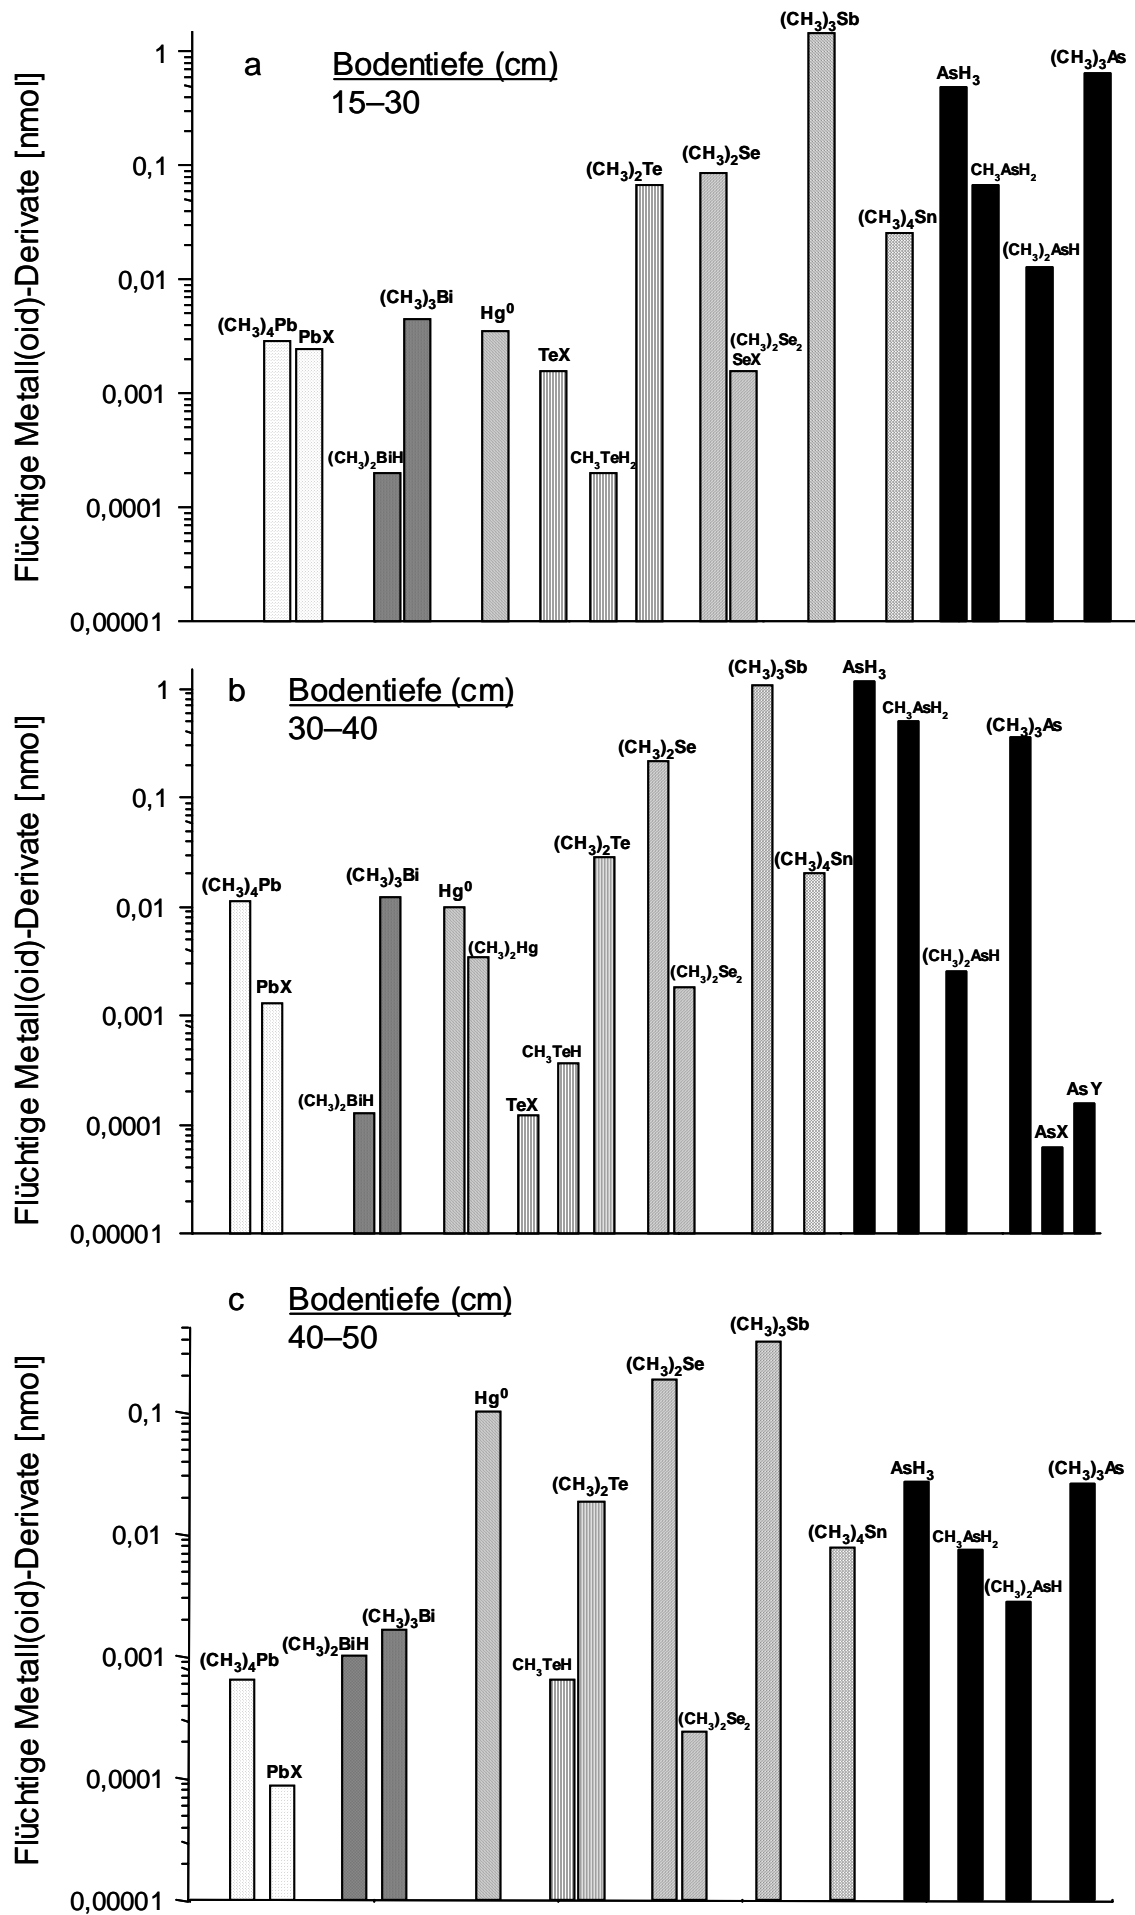 (CH₃)₃Sb
a Bodentiefe (cm)
15–30
Flüchtige Metall(oid)-Derivate [nmol]
1
0,1
0,01
0,001
0,0001
0,00001
(CH₃)₄Pb
PbX
(CH₃)₂BiH
(CH₃)₃Bi
Hg⁰
TeX
CH₃TeH₂
(CH₃)₂Te
(CH₃)₂Se
(CH₃)₂Se₂
SeX
(CH₃)₄Sn
AsH₃
CH₃AsH₂
(CH₃)₂AsH
(CH₃)₃As
b Bodentiefe (cm)
30–40
Flüchtige Metall(oid)-Derivate [nmol]
1
0,1
0,01
0,001
0,0001
0,00001
(CH₃)₄Pb
PbX
(CH₃)₂BiH
(CH₃)₃Bi
Hg⁰
(CH₃)₂Hg
TeX
CH₃TeH
(CH₃)₂Te
(CH₃)₂Se
(CH₃)₂Se₂
(CH₃)₃Sb
(CH₃)₄Sn
AsH₃
CH₃AsH₂
(CH₃)₂AsH
(CH₃)₃As
AsX
AsY
c Bodentiefe (cm)
40–50
Flüchtige Metall(oid)-Derivate [nmol]
0,1
0,01
0,001
0,0001
0,00001
(CH₃)₄Pb
PbX
(CH₃)₂BiH
(CH₃)₃Bi
Hg⁰
CH₃TeH
(CH₃)₂Te
(CH₃)₂Se
(CH₃)₂Se₂
(CH₃)₃Sb
(CH₃)₄Sn
AsH₃
CH₃AsH₂
(CH₃)₂AsH
(CH₃)₃As